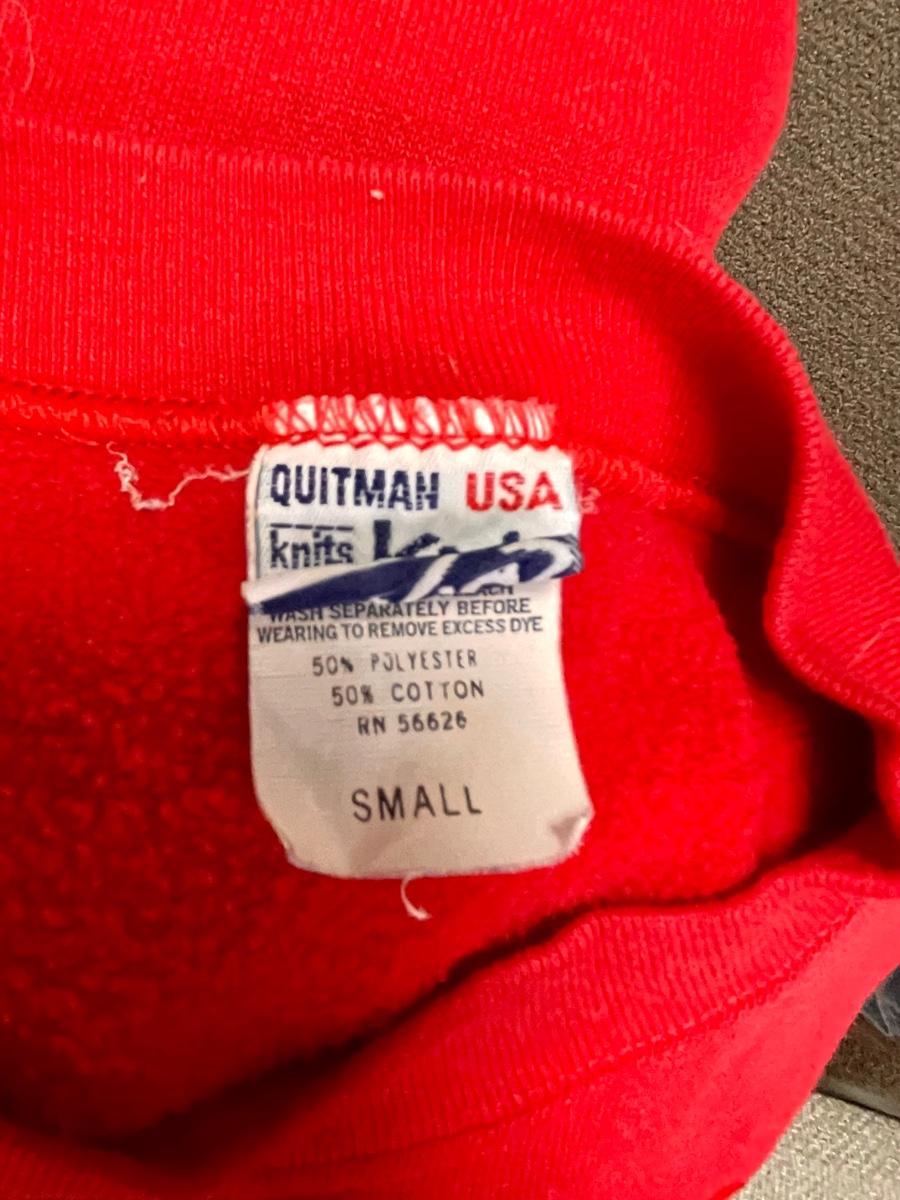 QUITMAN USA
knits
WASH SEPARATELY BEFORE
WEARING TO REMOVE EXCESS DYE
50% POLYESTER
50% COTTON
RN 56626
SMALL